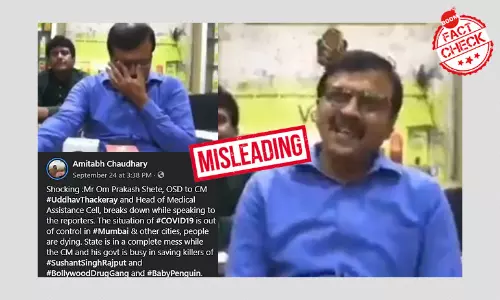 BOOM
FACT
CHECK
MISLEADING
Amitabh Chaudhary
September 24 at 3:38 PM ·
Shocking :Mr Om Prakash Shete, OSD to CM
#UddhavThackeray and Head of Medical
Assistance Cell, breaks down while speaking to
the reporters. The situation of #COVID19 is out
of control in #Mumbai & other cities, people
are dying. State is in a complete mess while
the CM and his govt is busy in saving killers of
#SushantSinghRajput and
#BollywoodDrugGang and #BabyPenguin.